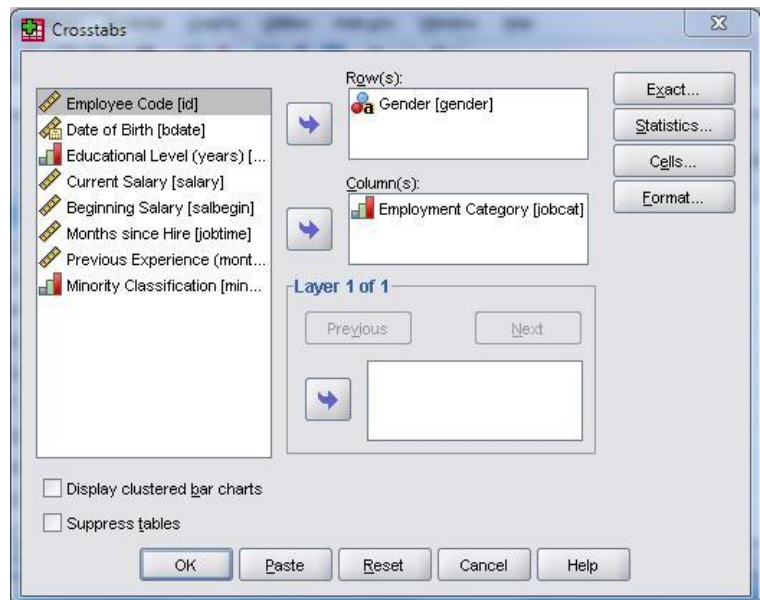 Crosstabs
Employee Code [id]
Date of Birth [bdate]
Educational Level (years) [...
Current Salary [salary]
Beginning Salary [salbegin]
Months since Hire [jobtime]
Previous Experience (mont...
Minority Classification [min...
Row(s):
Gender [gender]
Column(s):
Employment Category [jobcat]
Layer 1 of 1
Previous
Next
Exact...
Statistics...
Cells...
Format...
Display clustered bar charts
Suppress tables
OK
Paste
Reset
Cancel
Help